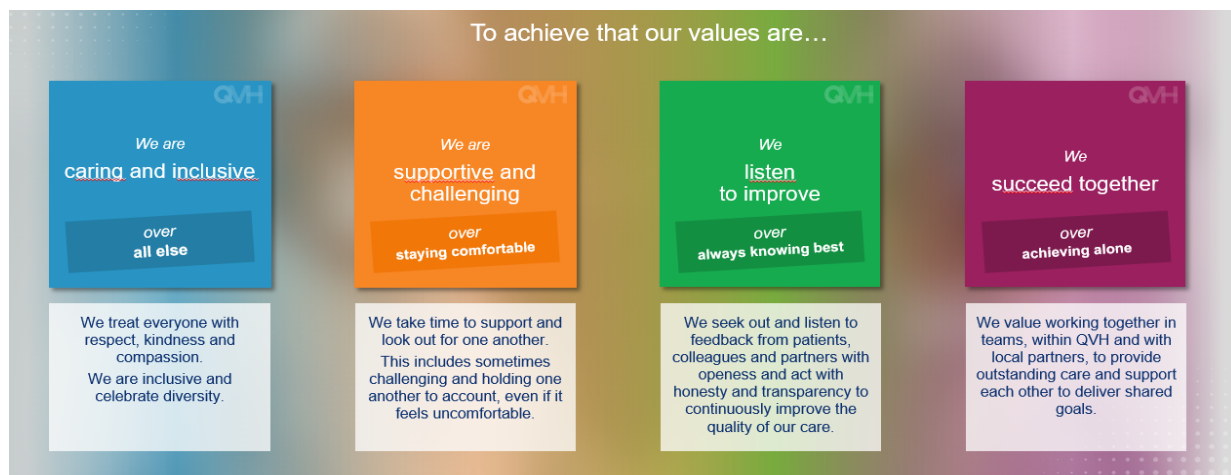 To achieve that our values are…
QVH
We are
caring and inclusive
over
all else
We treat everyone with
respect, kindness and
compassion.
We are inclusive and
celebrate diversity.
QVH
We are
supportive and
challenging
over
staying comfortable
We take time to support and
look out for one another.
This includes sometimes
challenging and holding one
another to account, even if it
feels uncomfortable.
QVH
We
listen
to improve
over
always knowing best
We seek out and listen to
feedback from patients,
colleagues and partners with
openess and act with
honesty and transparency to
continuously improve the
quality of our care.
QVH
We
succeed together
over
achieving alone
We value working together in
teams, within QVH and with
local partners, to provide
outstanding care and support
each other to deliver shared
goals.